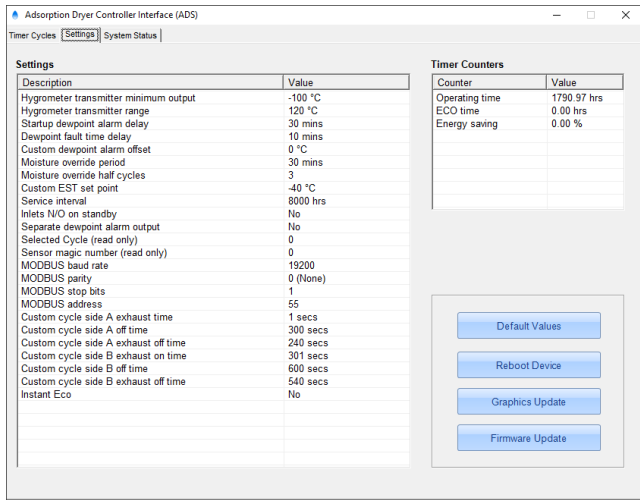 Adsorption Dryer Controller Interface (ADS)
Timer Cycles Settings System Status
Settings
Description Value
Hygrometer transmitter minimum output -100 °C
Hygrometer transmitter range 120 °C
Startup dewpoint alarm delay 30 mins
Dewpoint fault time delay 10 mins
Custom dewpoint alarm offset 0 °C
Moisture override period 30 mins
Moisture override half cycles 3
Custom EST set point -40 °C
Service interval 8000 hrs
Inlets N/O on standby No
Separate dewpoint alarm output No
Selected Cycle (read only) 0
Sensor magic number (read only) 0
MODBUS baud rate 19200
MODBUS parity 0 (None)
MODBUS stop bits 1
MODBUS address 55
Custom cycle side A exhaust time 1 secs
Custom cycle side A off time 300 secs
Custom cycle side A exhaust off time 240 secs
Custom cycle side B exhaust on time 301 secs
Custom cycle side B off time 600 secs
Custom cycle side B exhaust off time 540 secs
Instant Eco No
Timer Counters
Counter Value
Operating time 1790.97 hrs
ECO time 0.00 hrs
Energy saving 0.00 %
Default Values
Reboot Device
Graphics Update
Firmware Update